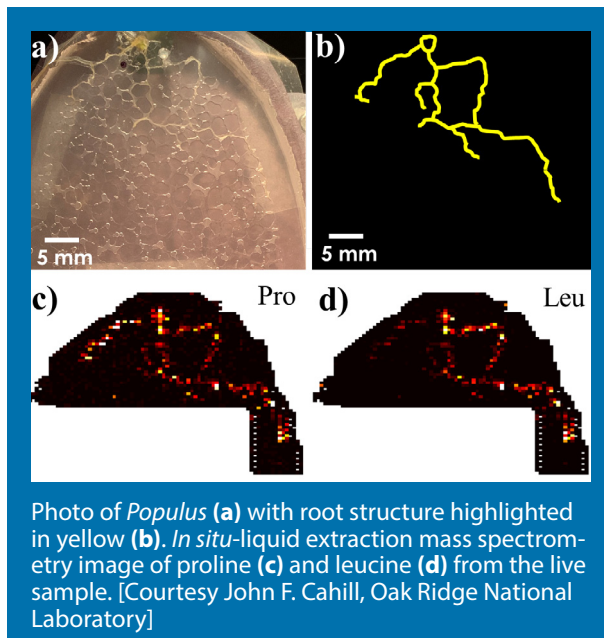 a)
b)
5 mm
5 mm
c)
Pro
d)
Leu
Photo of Populus (a) with root structure highlighted
in yellow (b). In situ-liquid extraction mass spectrom-
etry image of proline (c) and leucine (d) from the live
sample. [Courtesy John F. Cahill, Oak Ridge National
Laboratory]